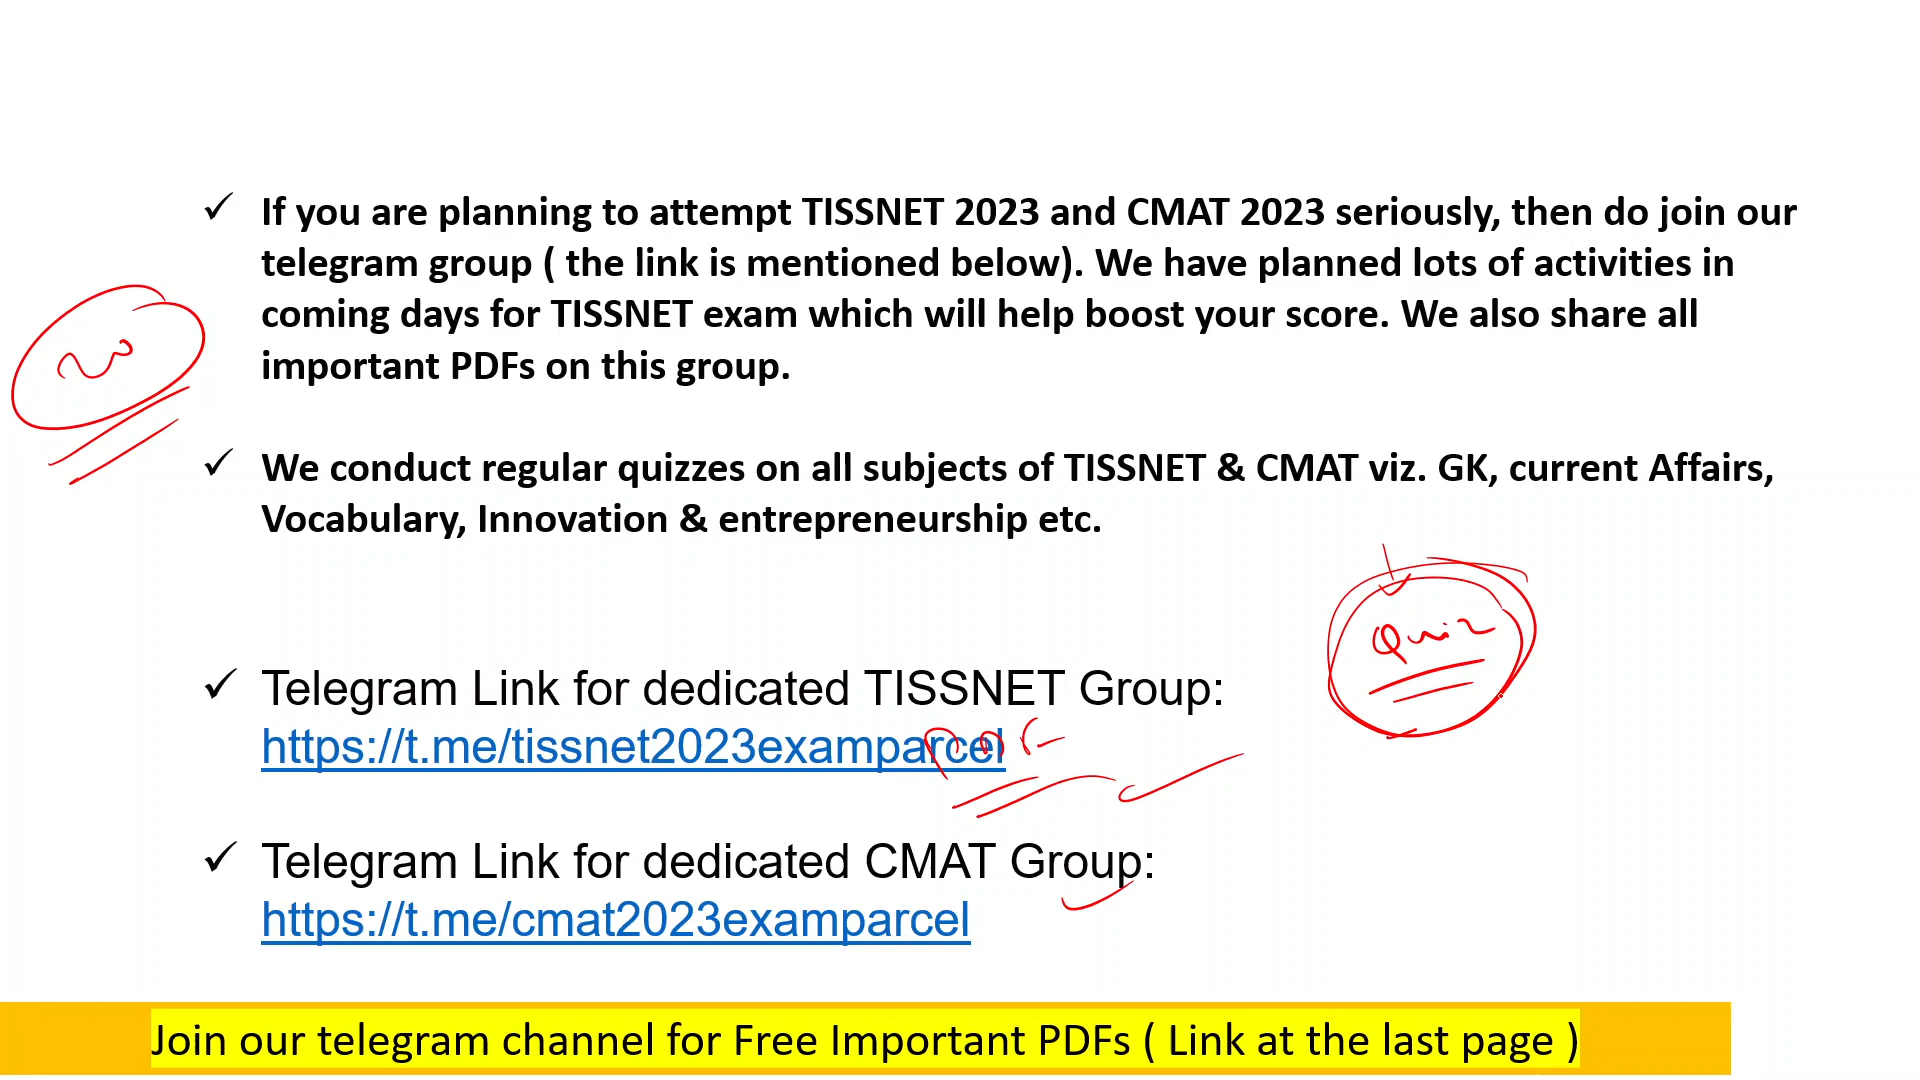 ✓ If you are planning to attempt TISSNET 2023 and CMAT 2023 seriously, then do join our
telegram group ( the link is mentioned below). We have planned lots of activities in
coming days for TISSNET exam which will help boost your score. We also share all
important PDFs on this group.
✓ We conduct regular quizzes on all subjects of TISSNET & CMAT viz. GK, current Affairs,
Vocabulary, Innovation & entrepreneurship etc.
Quiz
✓ Telegram Link for dedicated TISSNET Group:
https://t.me/tissnet2023examparcel
PDF
✓ Telegram Link for dedicated CMAT Group:
https://t.me/cmat2023examparcel
Join our telegram channel for Free Important PDFs ( Link at the last page )